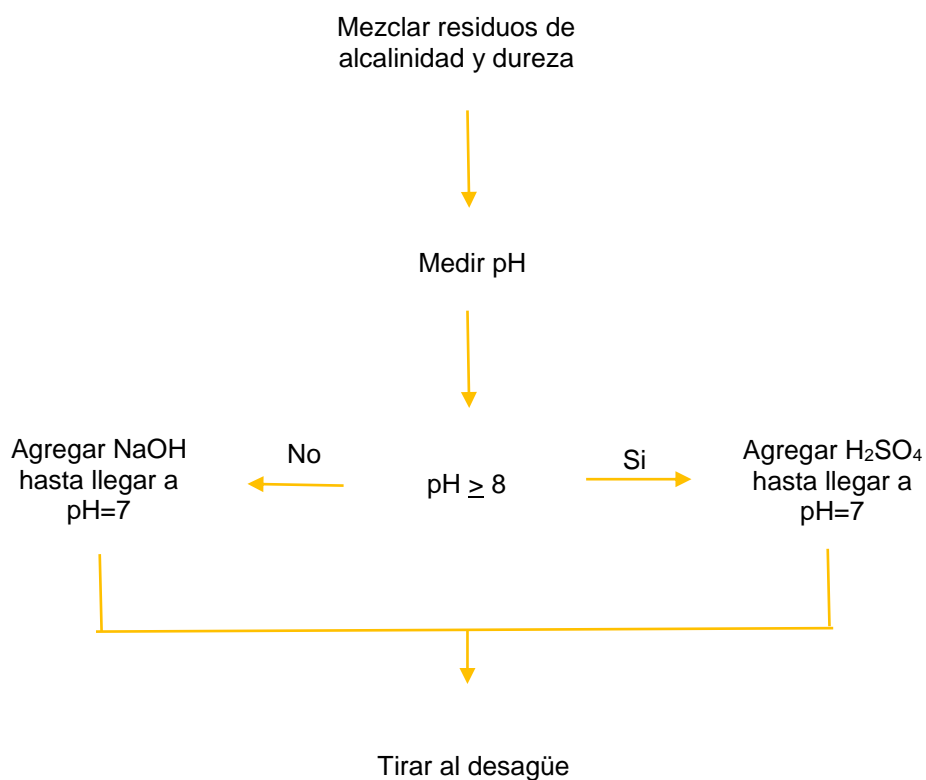 Mezclar residuos de
alcalinidad y dureza
Medir pH
Agregar NaOH
hasta llegar a
pH=7
No
pH ≥ 8
Si
Agregar H₂SO₄
hasta llegar a
pH=7
Tirar al desagüe